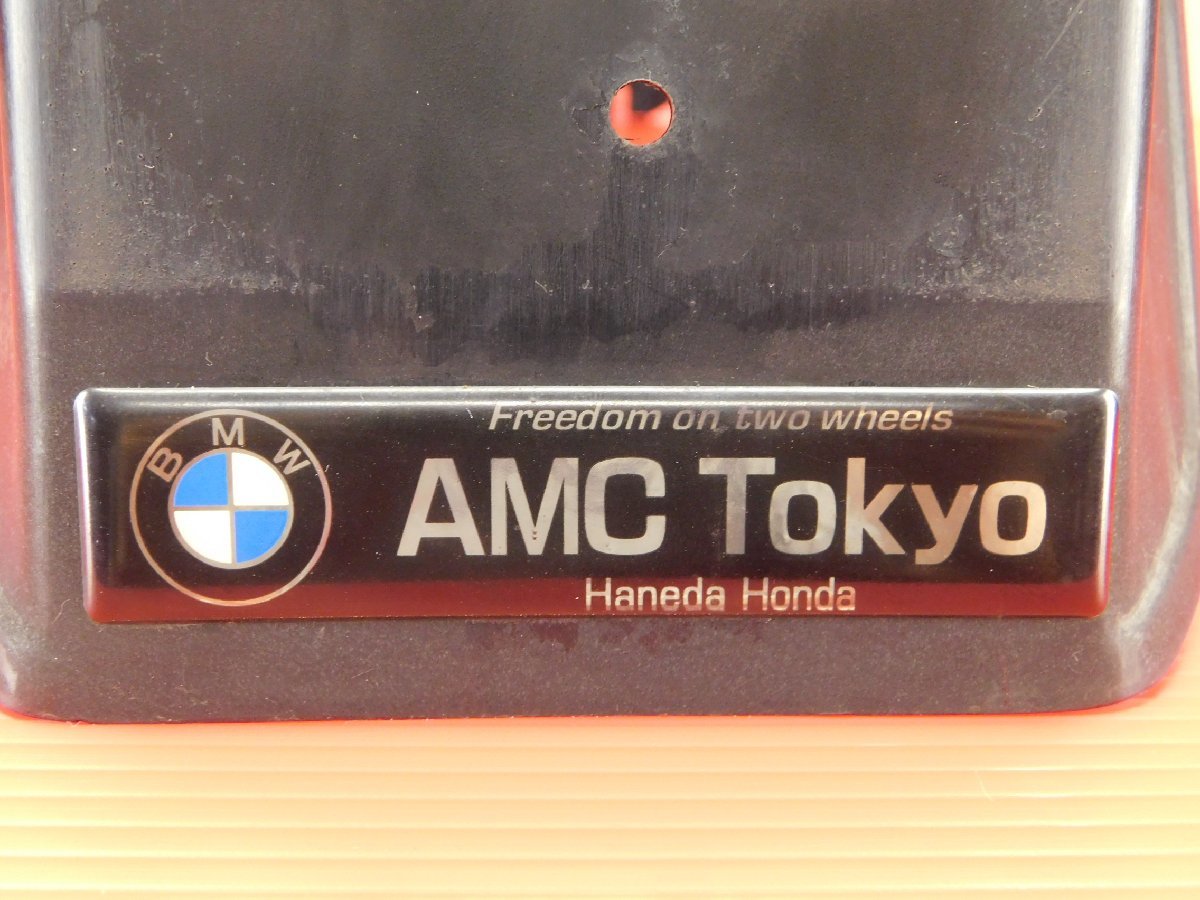 BMW
Freedom on two wheels
AMC Tokyo
Haneda Honda